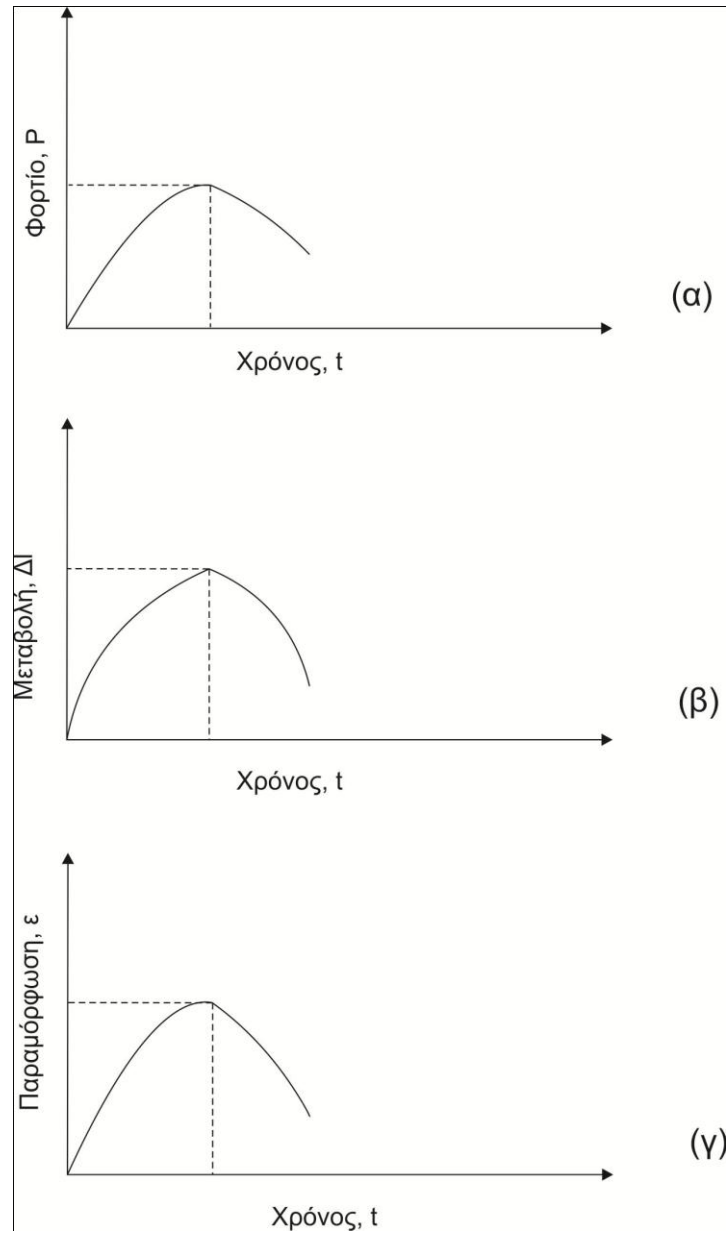 Φορτίο, P
(α)
Χρόνος, t
Μεταβολή, Δl
(β)
Χρόνος, t
Παραμόρφωση, ε
(γ)
Χρόνος, t